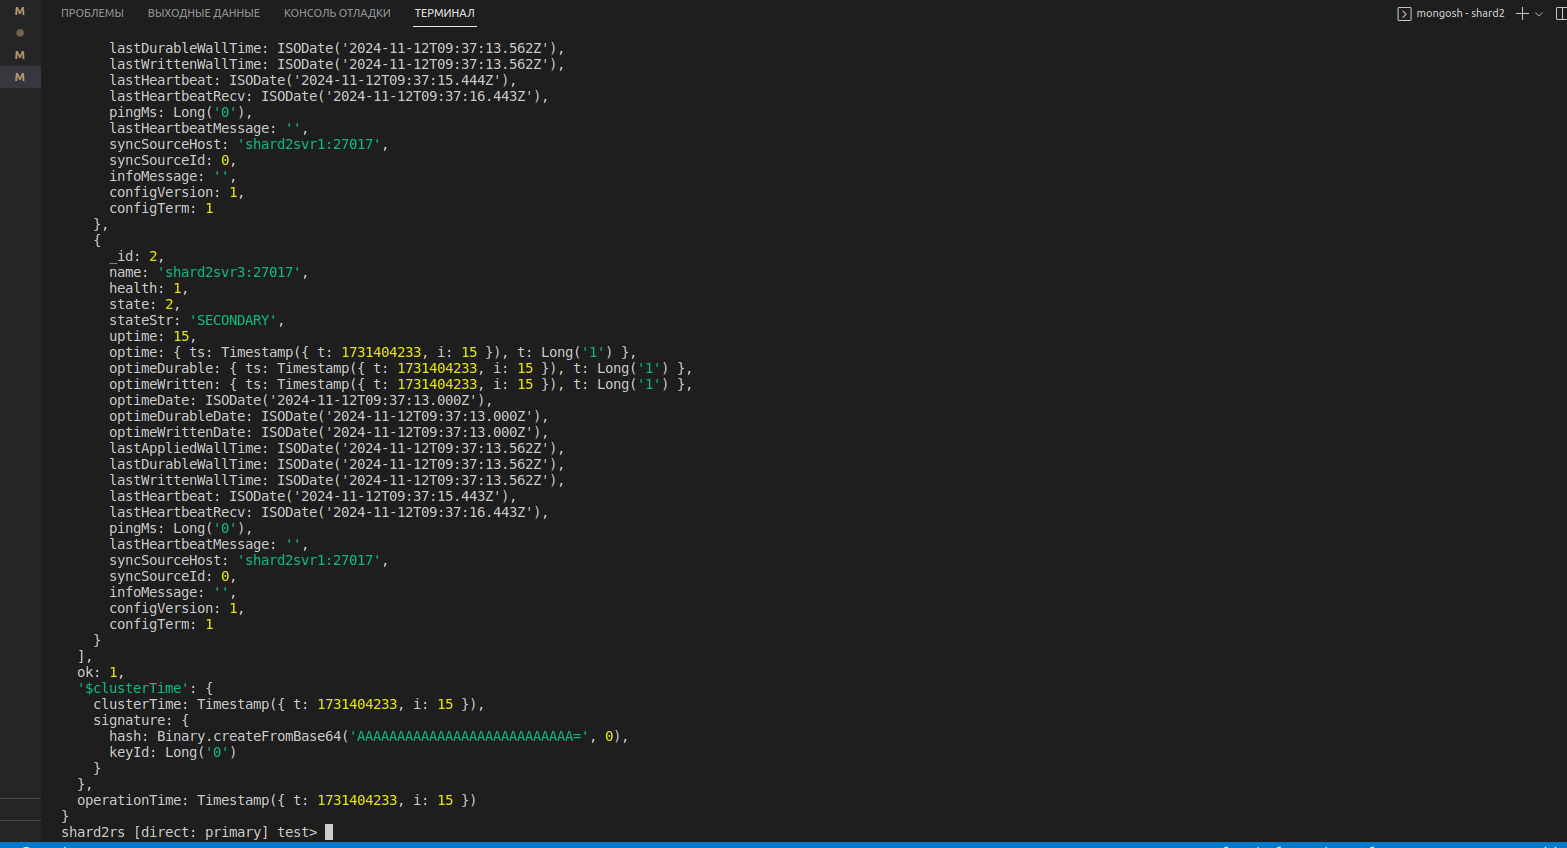 M
ПРОБЛЕМЫ ВЫХОДНЫЕ ДАННЫЕ КОНСОЛЬ ОТЛАДКИ ТЕРМИНАЛ mongosh - shard2
M
M
lastDurableWallTime: ISODate('2024-11-12T09:37:13.562Z'),
lastWrittenWallTime: ISODate('2024-11-12T09:37:13.562Z'),
lastHeartbeat: ISODate('2024-11-12T09:37:15.444Z'),
lastHeartbeatRecv: ISODate('2024-11-12T09:37:16.443Z'),
pingMs: Long('0'),
lastHeartbeatMessage: '',
syncSourceHost: 'shard2svr1:27017',
syncSourceId: 0,
infoMessage: '',
configVersion: 1,
configTerm: 1
},
{
_id: 2,
name: 'shard2svr3:27017',
health: 1,
state: 2,
stateStr: 'SECONDARY',
uptime: 15,
optime: { ts: Timestamp({ t: 1731404233, i: 15 }), t: Long('1') },
optimeDurable: { ts: Timestamp({ t: 1731404233, i: 15 }), t: Long('1') },
optimeWritten: { ts: Timestamp({ t: 1731404233, i: 15 }), t: Long('1') },
optimeDate: ISODate('2024-11-12T09:37:13.000Z'),
optimeDurableDate: ISODate('2024-11-12T09:37:13.000Z'),
optimeWrittenDate: ISODate('2024-11-12T09:37:13.000Z'),
lastAppliedWallTime: ISODate('2024-11-12T09:37:13.562Z'),
lastDurableWallTime: ISODate('2024-11-12T09:37:13.562Z'),
lastWrittenWallTime: ISODate('2024-11-12T09:37:13.562Z'),
lastHeartbeat: ISODate('2024-11-12T09:37:15.443Z'),
lastHeartbeatRecv: ISODate('2024-11-12T09:37:16.443Z'),
pingMs: Long('0'),
lastHeartbeatMessage: '',
syncSourceHost: 'shard2svr1:27017',
syncSourceId: 0,
infoMessage: '',
configVersion: 1,
configTerm: 1
}
],
ok: 1,
'$clusterTime': {
clusterTime: Timestamp({ t: 1731404233, i: 15 }),
signature: {
hash: Binary.createFromBase64('AAAAAAAAAAAAAAAAAAAAAAAAAAA=', 0),
keyId: Long('0')
}
},
operationTime: Timestamp({ t: 1731404233, i: 15 })
}
shard2rs [direct: primary] test>